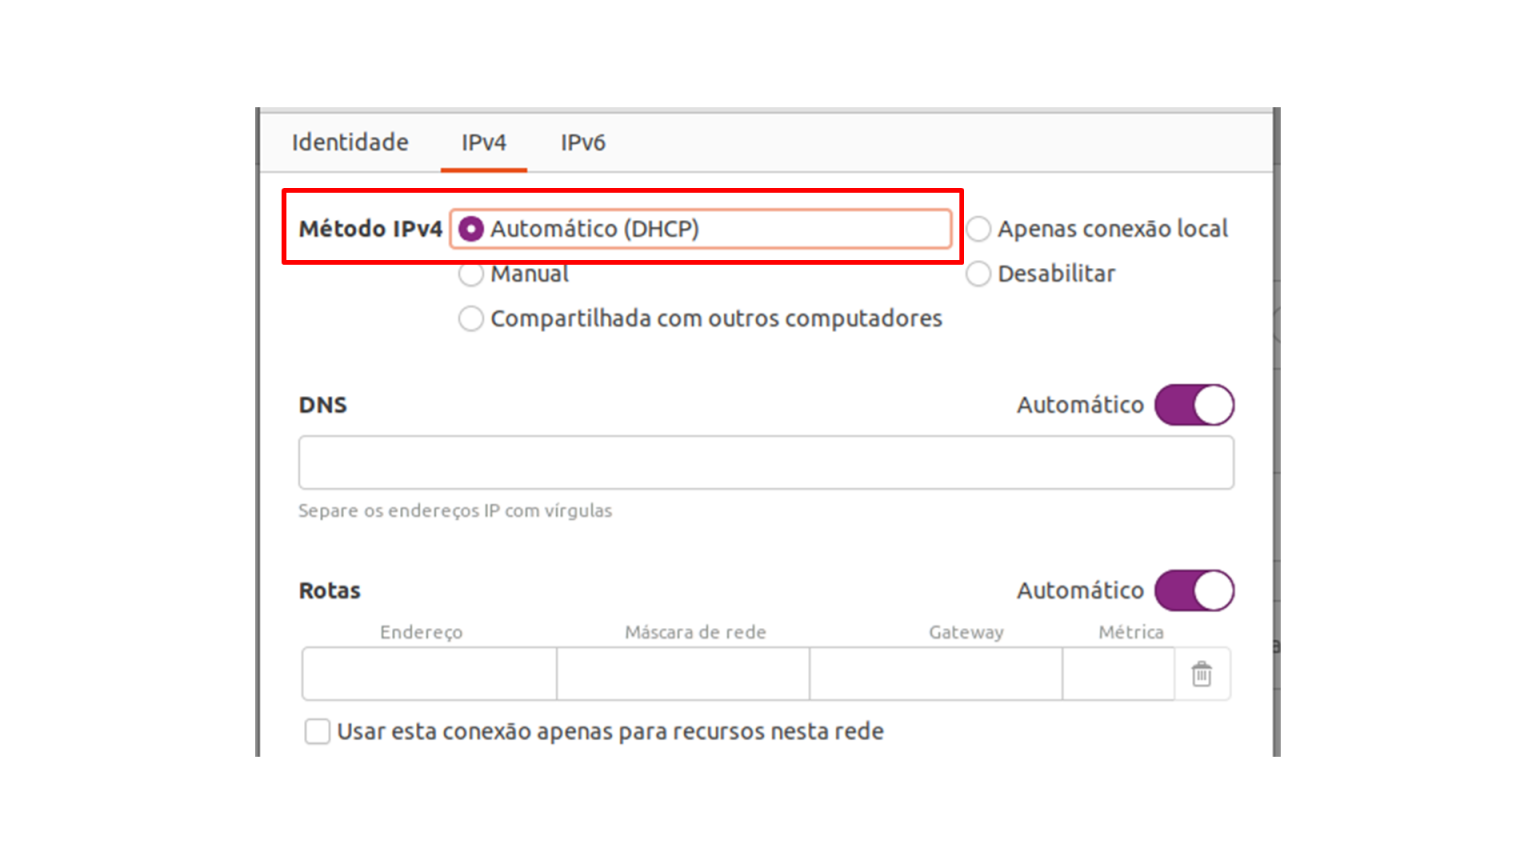 Identidade IPv4 IPv6
Método IPv4 Automático (DHCP) Apenas conexão local
Manual Desabilitar
Compartilhada com outros computadores
DNS Automático
Separe os endereços IP com vírgulas
Rotas Automático
Endereço Máscara de rede Gateway Métrica
Usar esta conexão apenas para recursos nesta rede